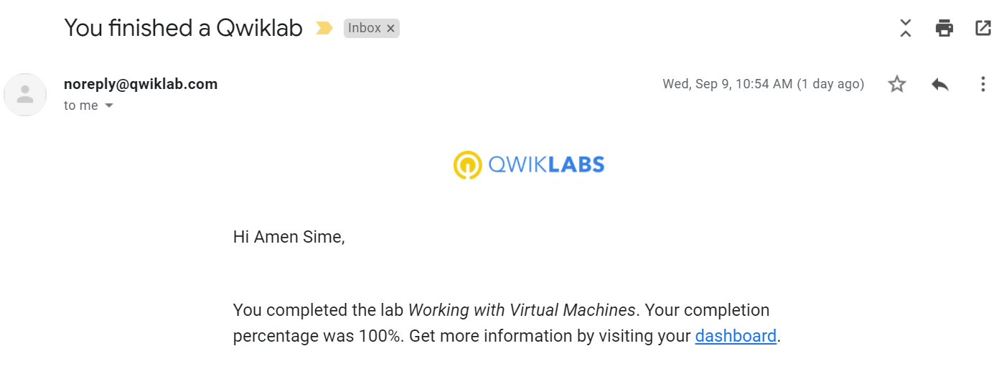 You finished a Qwiklab Inbox x
noreply@qwiklab.com Wed, Sep 9, 10:54 AM (1 day ago)
to me
QWIKLABS
Hi Amen Sime,
You completed the lab Working with Virtual Machines. Your completion
percentage was 100%. Get more information by visiting your dashboard.